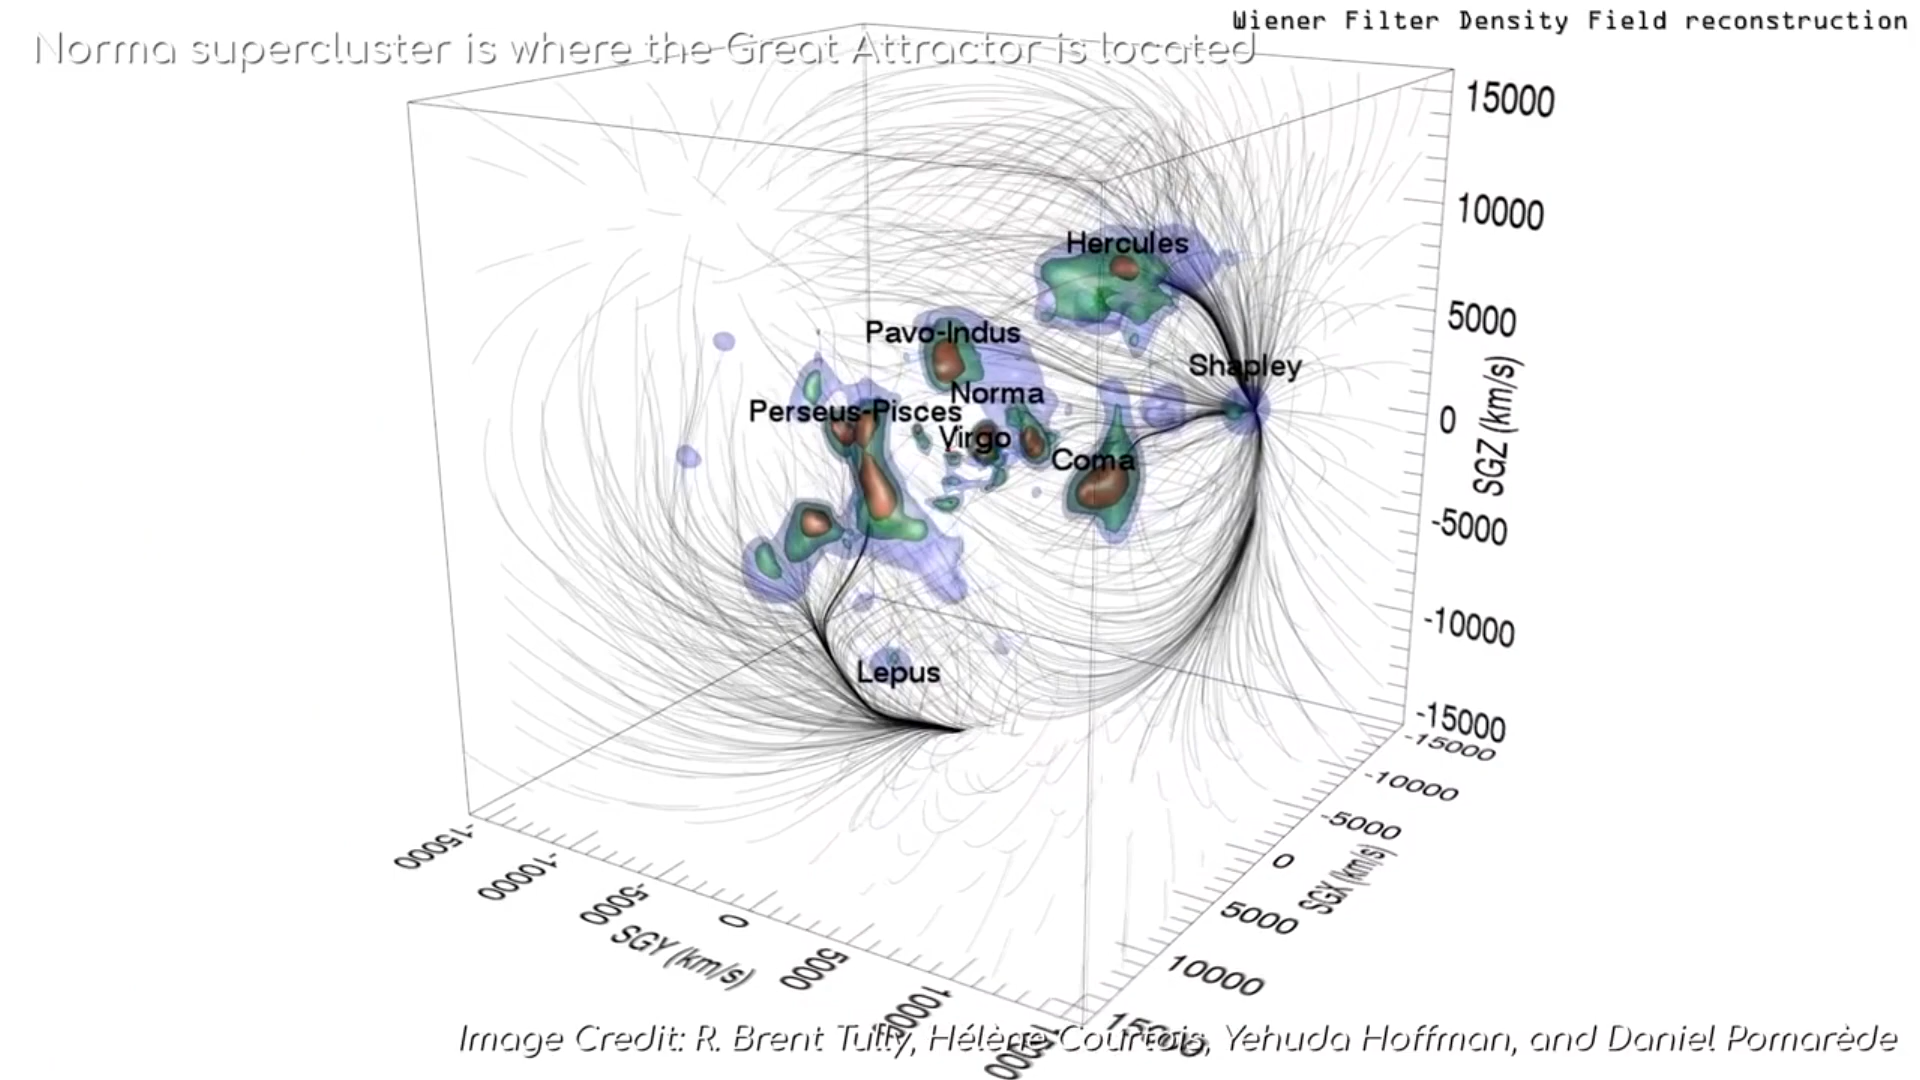 Wiener Filter Density Field reconstruction
Norma supercluster is where the Great Attractor is located
15000
10000
5000
0
-5000
-10000
-15000
SGZ (km/s)
Hercules
Pavo-Indus
Shapley
Norma
Perseus-Pisces
Virgo
Coma
Lepus
-15000
-10000
-5000
0
5000
10000
15000
SGX (km/s)
-15000
-10000
-5000
0
5000
10000
15000
SGY (km/s)
Image Credit: R. Brent Tully, Hélène Courtois, Yehuda Hoffman, and Daniel Pomarède